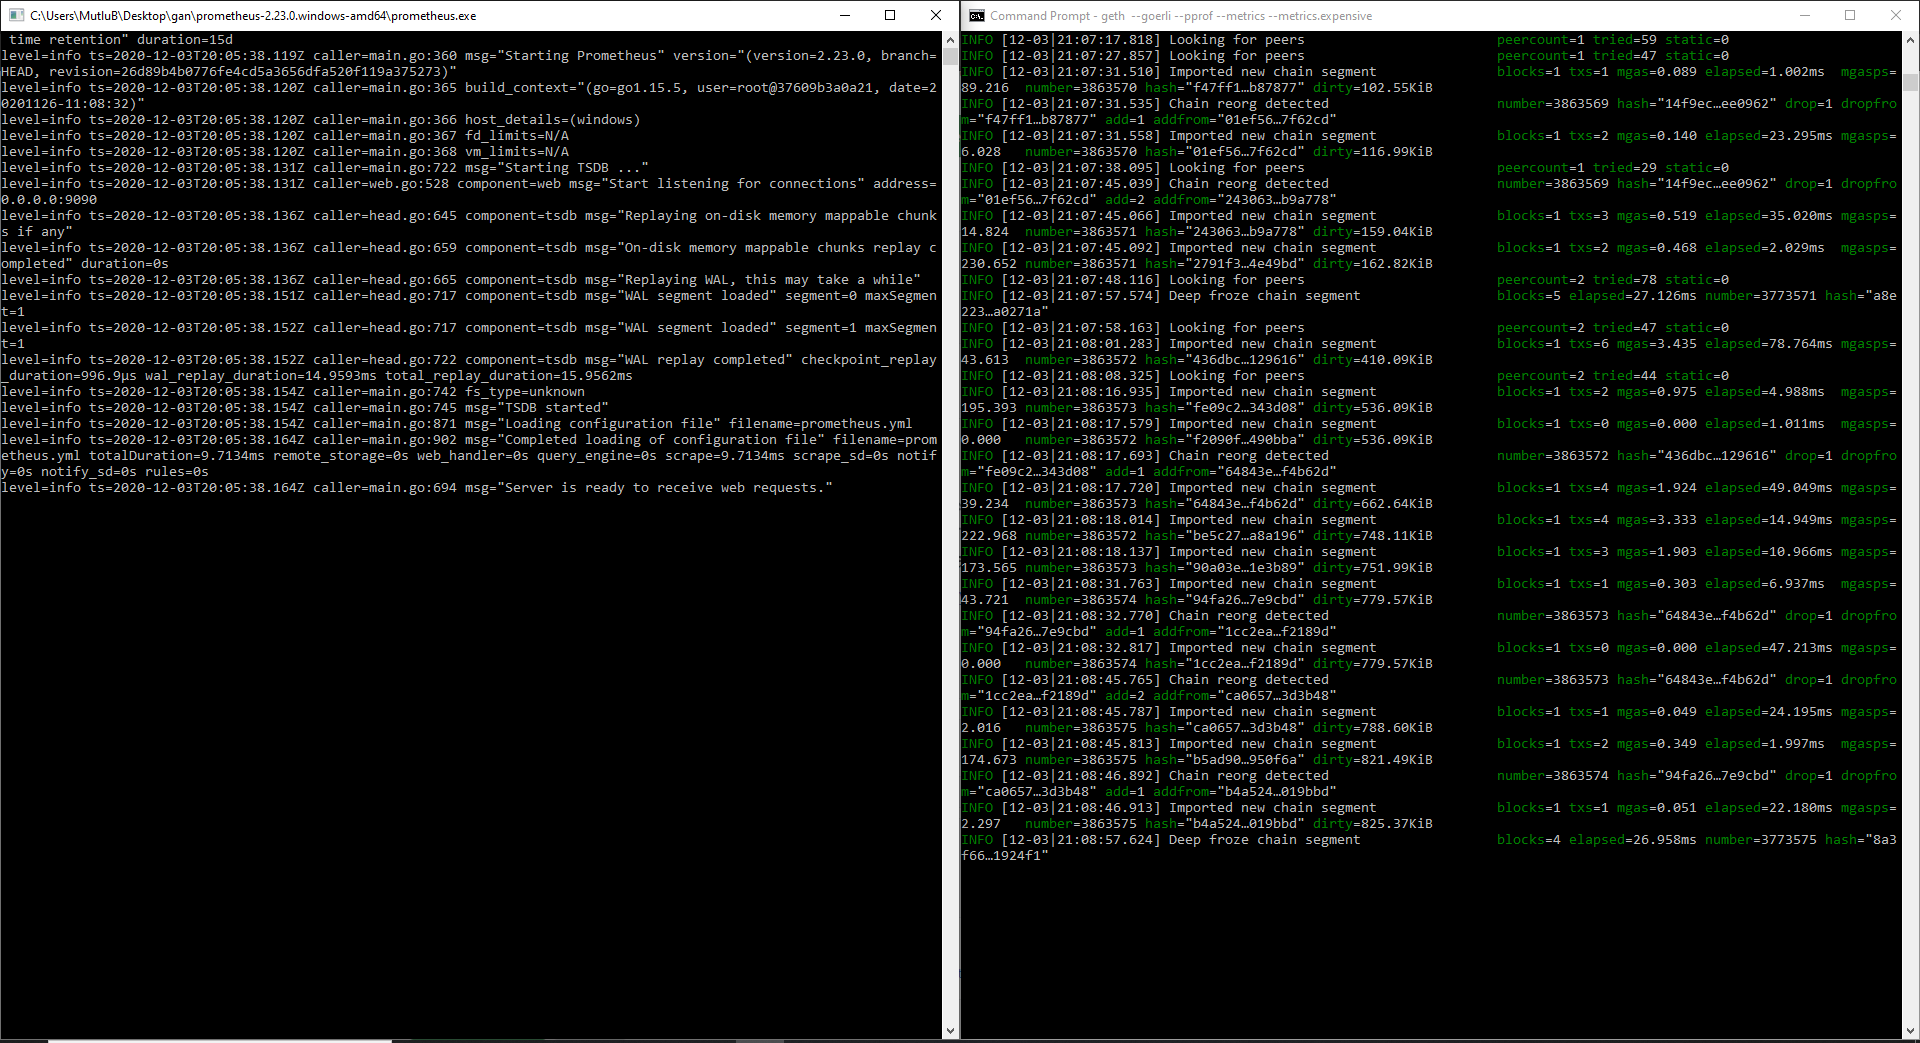 C:\Users\MutluB\Desktop\gan\prometheus-2.23.0.windows-amd64\prometheus.exe
 time retention" duration=15d
level=info ts=2020-12-03T20:05:38.119Z caller=main.go:360 msg="Starting Prometheus" version="(version=2.23.0, branch=
HEAD, revision=26d89b4b0776fe4cd5a3656dfa520f119a375273)"
level=info ts=2020-12-03T20:05:38.120Z caller=main.go:365 build_context="(go=go1.15.5, user=root@37609b3a0a21, date=2
0201126-11:08:32)"
level=info ts=2020-12-03T20:05:38.120Z caller=main.go:366 host_details=(windows)
level=info ts=2020-12-03T20:05:38.120Z caller=main.go:367 fd_limits=N/A
level=info ts=2020-12-03T20:05:38.120Z caller=main.go:368 vm_limits=N/A
level=info ts=2020-12-03T20:05:38.131Z caller=main.go:722 msg="Starting TSDB ..."
level=info ts=2020-12-03T20:05:38.131Z caller=web.go:528 component=web msg="Start listening for connections" address=
0.0.0.0:9090
level=info ts=2020-12-03T20:05:38.136Z caller=head.go:645 component=tsdb msg="Replaying on-disk memory mappable chunk
s if any"
level=info ts=2020-12-03T20:05:38.136Z caller=head.go:659 component=tsdb msg="On-disk memory mappable chunks replay c
ompleted" duration=0s
level=info ts=2020-12-03T20:05:38.136Z caller=head.go:665 component=tsdb msg="Replaying WAL, this may take a while"
level=info ts=2020-12-03T20:05:38.151Z caller=head.go:717 component=tsdb msg="WAL segment loaded" segment=0 maxSegmen
t=1
level=info ts=2020-12-03T20:05:38.152Z caller=head.go:717 component=tsdb msg="WAL segment loaded" segment=1 maxSegmen
t=1
level=info ts=2020-12-03T20:05:38.152Z caller=head.go:722 component=tsdb msg="WAL replay completed" checkpoint_replay
_duration=996.9µs wal_replay_duration=14.9593ms total_replay_duration=15.9562ms
level=info ts=2020-12-03T20:05:38.154Z caller=main.go:742 fs_type=unknown
level=info ts=2020-12-03T20:05:38.154Z caller=main.go:745 msg="TSDB started"
level=info ts=2020-12-03T20:05:38.154Z caller=main.go:871 msg="Loading configuration file" filename=prometheus.yml
level=info ts=2020-12-03T20:05:38.164Z caller=main.go:902 msg="Completed loading of configuration file" filename=prom
etheus.yml totalDuration=9.7134ms remote_storage=0s web_handler=0s query_engine=0s scrape=9.7134ms scrape_sd=0s notif
y=0s notify_sd=0s rules=0s
level=info ts=2020-12-03T20:05:38.164Z caller=main.go:694 msg="Server is ready to receive web requests."
Command Prompt - geth  --goerli --pprof --metrics --metrics.expensive
INFO [12-03|21:07:17.818] Looking for peers                        peercount=1 tried=59 static=0
INFO [12-03|21:07:27.857] Looking for peers                        peercount=1 tried=47 static=0
INFO [12-03|21:07:31.510] Imported new chain segment               blocks=1 txs=1 mgas=0.089 elapsed=1.002ms  mgasps=
89.216  number=3863570 hash="f47ff1…b87877" dirty=102.55KiB
INFO [12-03|21:07:31.535] Chain reorg detected                     number=3863569 hash="14f9ec…ee0962" drop=1 dropfro
m="f47ff1…b87877" add=1 addfrom="01ef56…7f62cd"
INFO [12-03|21:07:31.558] Imported new chain segment               blocks=1 txs=2 mgas=0.140 elapsed=23.295ms mgasps=
6.028   number=3863570 hash="01ef56…7f62cd" dirty=116.99KiB
INFO [12-03|21:07:38.095] Looking for peers                        peercount=1 tried=29 static=0
INFO [12-03|21:07:45.039] Chain reorg detected                     number=3863569 hash="14f9ec…ee0962" drop=1 dropfro
m="01ef56…7f62cd" add=2 addfrom="243063…b9a778"
INFO [12-03|21:07:45.066] Imported new chain segment               blocks=1 txs=3 mgas=0.519 elapsed=35.020ms mgasps=
14.824  number=3863571 hash="243063…b9a778" dirty=159.04KiB
INFO [12-03|21:07:45.092] Imported new chain segment               blocks=1 txs=2 mgas=0.468 elapsed=2.029ms  mgasps=
230.652 number=3863571 hash="2791f3…4e49bd" dirty=162.82KiB
INFO [12-03|21:07:48.116] Looking for peers                        peercount=2 tried=78 static=0
INFO [12-03|21:07:57.574] Deep froze chain segment                 blocks=5 elapsed=27.126ms number=3773571 hash="a8e
223…a0271a"
INFO [12-03|21:07:58.163] Looking for peers                        peercount=2 tried=47 static=0
INFO [12-03|21:08:01.283] Imported new chain segment               blocks=1 txs=6 mgas=3.435 elapsed=78.764ms mgasps=
43.613  number=3863572 hash="436dbc…129616" dirty=410.09KiB
INFO [12-03|21:08:08.325] Looking for peers                        peercount=2 tried=44 static=0
INFO [12-03|21:08:16.935] Imported new chain segment               blocks=1 txs=2 mgas=0.975 elapsed=4.988ms  mgasps=
195.393 number=3863573 hash="fe09c2…343d08" dirty=536.09KiB
INFO [12-03|21:08:17.579] Imported new chain segment               blocks=1 txs=0 mgas=0.000 elapsed=1.011ms  mgasps=
0.000   number=3863572 hash="f2090f…490bba" dirty=536.09KiB
INFO [12-03|21:08:17.693] Chain reorg detected                     number=3863572 hash="436dbc…129616" drop=1 dropfro
m="fe09c2…343d08" add=1 addfrom="64843e…f4b62d"
INFO [12-03|21:08:17.720] Imported new chain segment               blocks=1 txs=4 mgas=1.924 elapsed=49.049ms mgasps=
39.234  number=3863573 hash="64843e…f4b62d" dirty=662.64KiB
INFO [12-03|21:08:18.014] Imported new chain segment               blocks=1 txs=4 mgas=3.333 elapsed=14.949ms mgasps=
222.968 number=3863572 hash="be5c27…a8a196" dirty=748.11KiB
INFO [12-03|21:08:18.137] Imported new chain segment               blocks=1 txs=3 mgas=1.903 elapsed=10.966ms mgasps=
173.565 number=3863573 hash="90a03e…1e3b89" dirty=751.99KiB
INFO [12-03|21:08:31.763] Imported new chain segment               blocks=1 txs=1 mgas=0.303 elapsed=6.937ms  mgasps=
43.721  number=3863574 hash="94fa26…7e9cbd" dirty=779.57KiB
INFO [12-03|21:08:32.770] Chain reorg detected                     number=3863573 hash="64843e…f4b62d" drop=1 dropfro
m="94fa26…7e9cbd" add=1 addfrom="1cc2ea…f2189d"
INFO [12-03|21:08:32.817] Imported new chain segment               blocks=1 txs=0 mgas=0.000 elapsed=47.213ms mgasps=
0.000   number=3863574 hash="1cc2ea…f2189d" dirty=779.57KiB
INFO [12-03|21:08:45.765] Chain reorg detected                     number=3863573 hash="64843e…f4b62d" drop=1 dropfro
m="1cc2ea…f2189d" add=2 addfrom="ca0657…3d3b48"
INFO [12-03|21:08:45.787] Imported new chain segment               blocks=1 txs=1 mgas=0.049 elapsed=24.195ms mgasps=
2.016   number=3863575 hash="ca0657…3d3b48" dirty=788.60KiB
INFO [12-03|21:08:45.813] Imported new chain segment               blocks=1 txs=2 mgas=0.349 elapsed=1.997ms  mgasps=
174.673 number=3863575 hash="b5ad90…950f6a" dirty=821.49KiB
INFO [12-03|21:08:46.892] Chain reorg detected                     number=3863574 hash="94fa26…7e9cbd" drop=1 dropfro
m="ca0657…3d3b48" add=1 addfrom="b4a524…019bbd"
INFO [12-03|21:08:46.913] Imported new chain segment               blocks=1 txs=1 mgas=0.051 elapsed=22.180ms mgasps=
2.297   number=3863575 hash="b4a524…019bbd" dirty=825.37KiB
INFO [12-03|21:08:57.624] Deep froze chain segment                 blocks=4 elapsed=26.958ms number=3773575 hash="8a3
f66…1924f1"